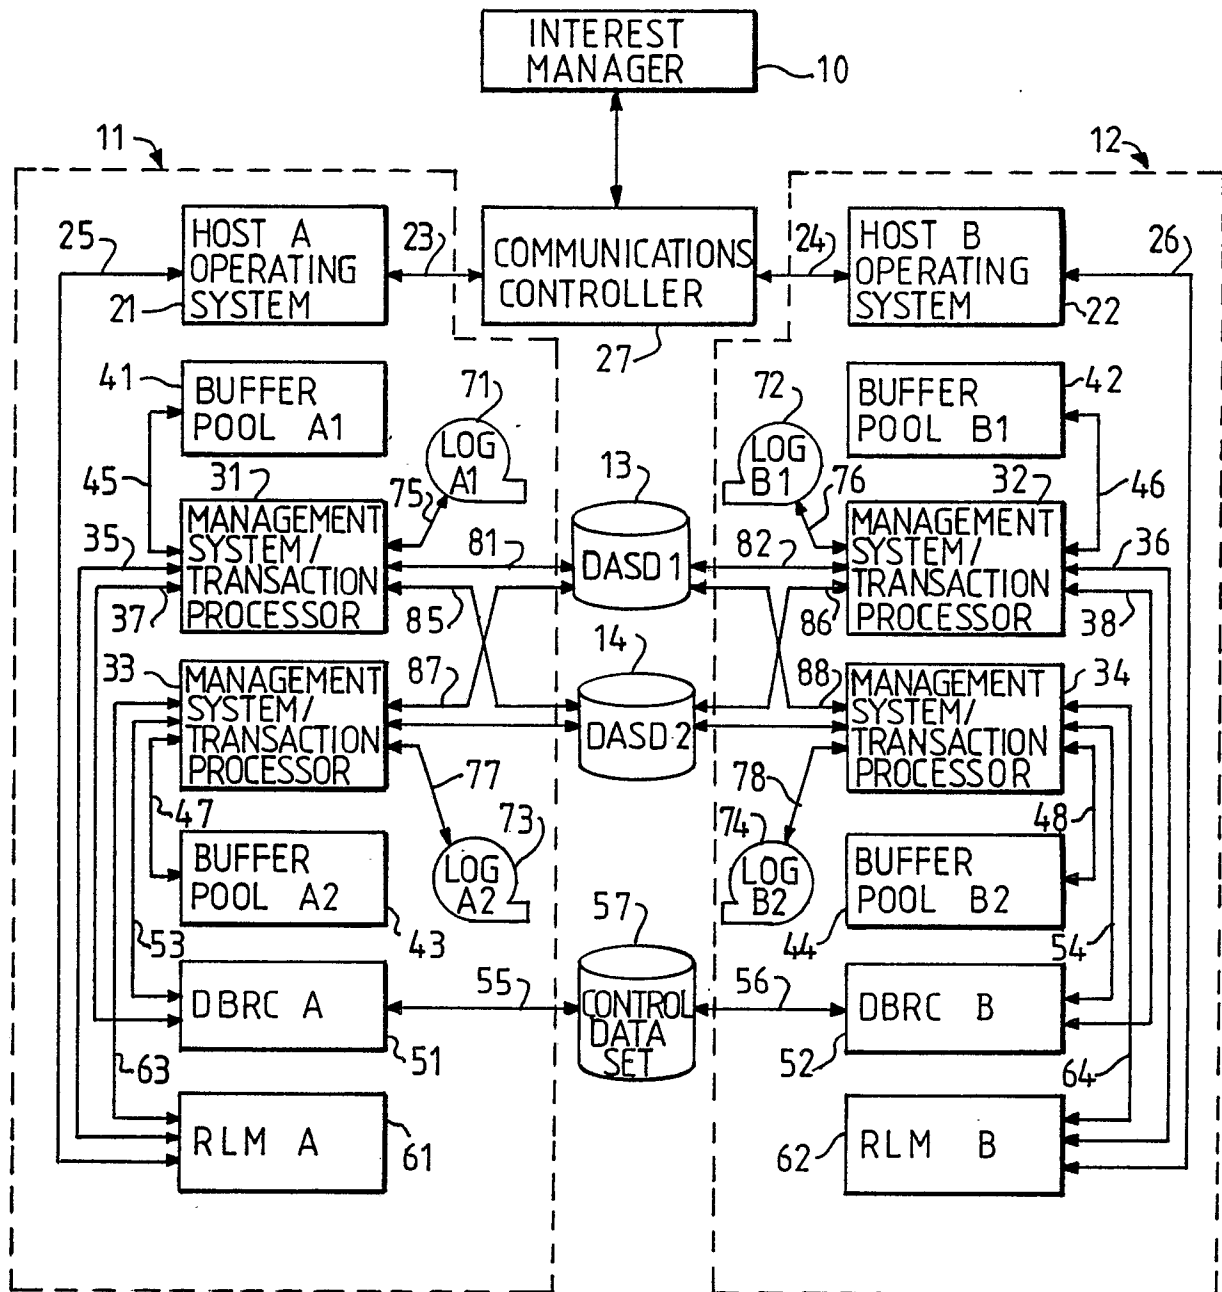 INTEREST
MANAGER
10
11
12
25
HOST A
OPERATING
SYSTEM
21
23
COMMUNICATIONS
CONTROLLER
27
24
HOST B
OPERATING
SYSTEM
22
26
41
BUFFER
POOL A1
71
LOG
A1
72
LOG
B1
BUFFER
POOL B1
42
45
31
75
13
76
32
46
35
MANAGEMENT
SYSTEM/
TRANSACTION
PROCESSOR
81
DASD 1
82
MANAGEMENT
SYSTEM/
TRANSACTION
PROCESSOR
36
37
85
86
38
33
MANAGEMENT
SYSTEM/
TRANSACTION
PROCESSOR
87
14
DASD 2
88
MANAGEMENT
SYSTEM/
TRANSACTION
PROCESSOR
34
47
77
78
48
BUFFER
POOL A2
43
LOG
A2
73
74
LOG
B2
BUFFER
POOL B2
44
53
57
54
DBRC A
51
55
CONTROL
DATA
SET
56
DBRC B
52
63
64
RLM A
61
RLM B
62